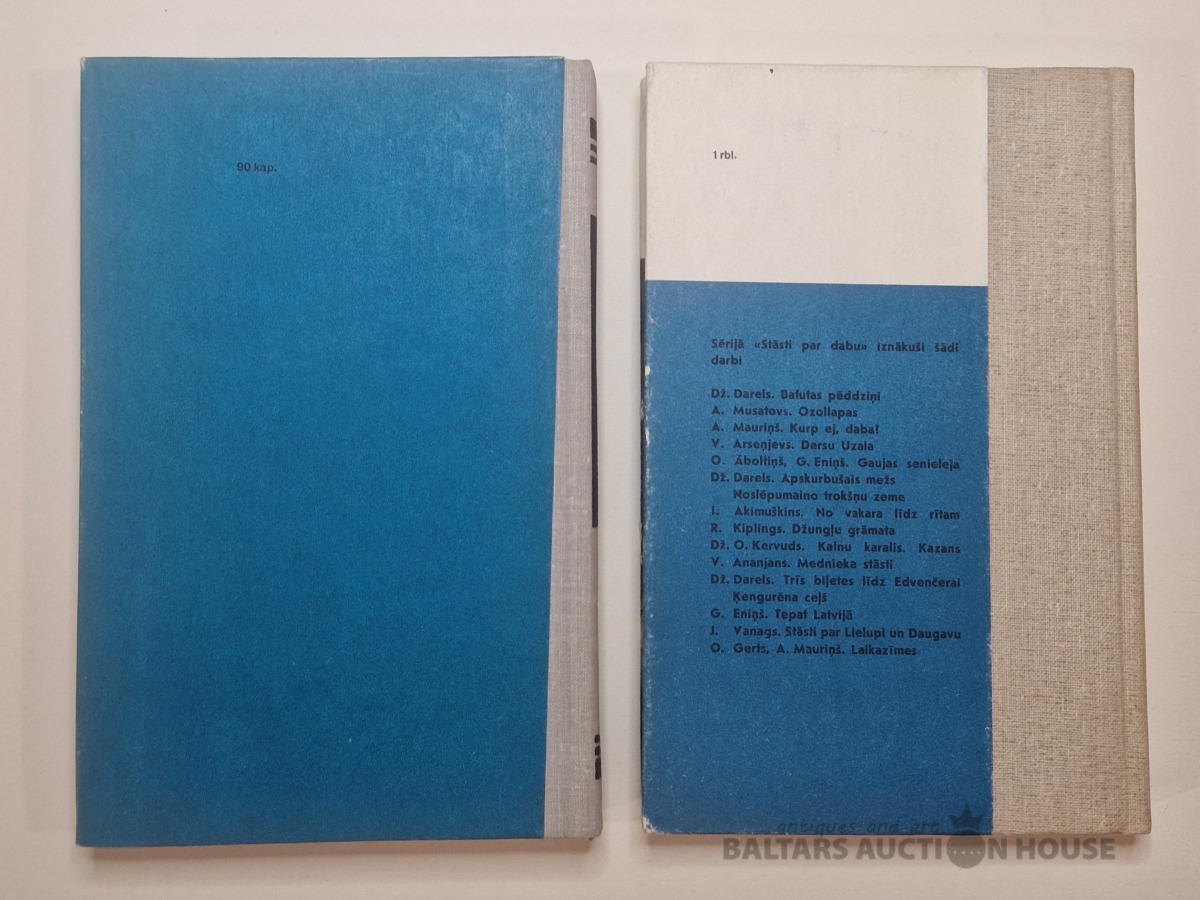 90 kap.
1 rbl.
Sērijā «Stāsti par dabu» iznākuši šādi
darbi
Dž. Darels. Bafutas pēddziņi
A. Musatovs. Ozollapas
A. Mauriņš. Kurp ej, daba?
V. Arseņjevs. Dersu Uzala
O. Āboltiņš, G. Eniņš. Gaujas senieleja
Dž. Darels. Apskurbušais mežs
Noslēpumaino trokšņu zeme
I. Akimuškins. No vakara līdz rītam
R. Kiplings. Džungļu grāmata
Dž. O. Kervuds. Kalnu karalis. Kazans
V. Ananjans. Mednieka stāsti
Dž. Darels. Trīs biļetes līdz Edvenčerai
Ķengurēna ceļš
G. Eniņš. Tepat Latvijā
J. Vanags. Stāsti par Lielupi un Daugavu
O. Gerts, A. Mauriņš. Laikazīmes
antiques and art
BALTARS AUCTION HOUSE